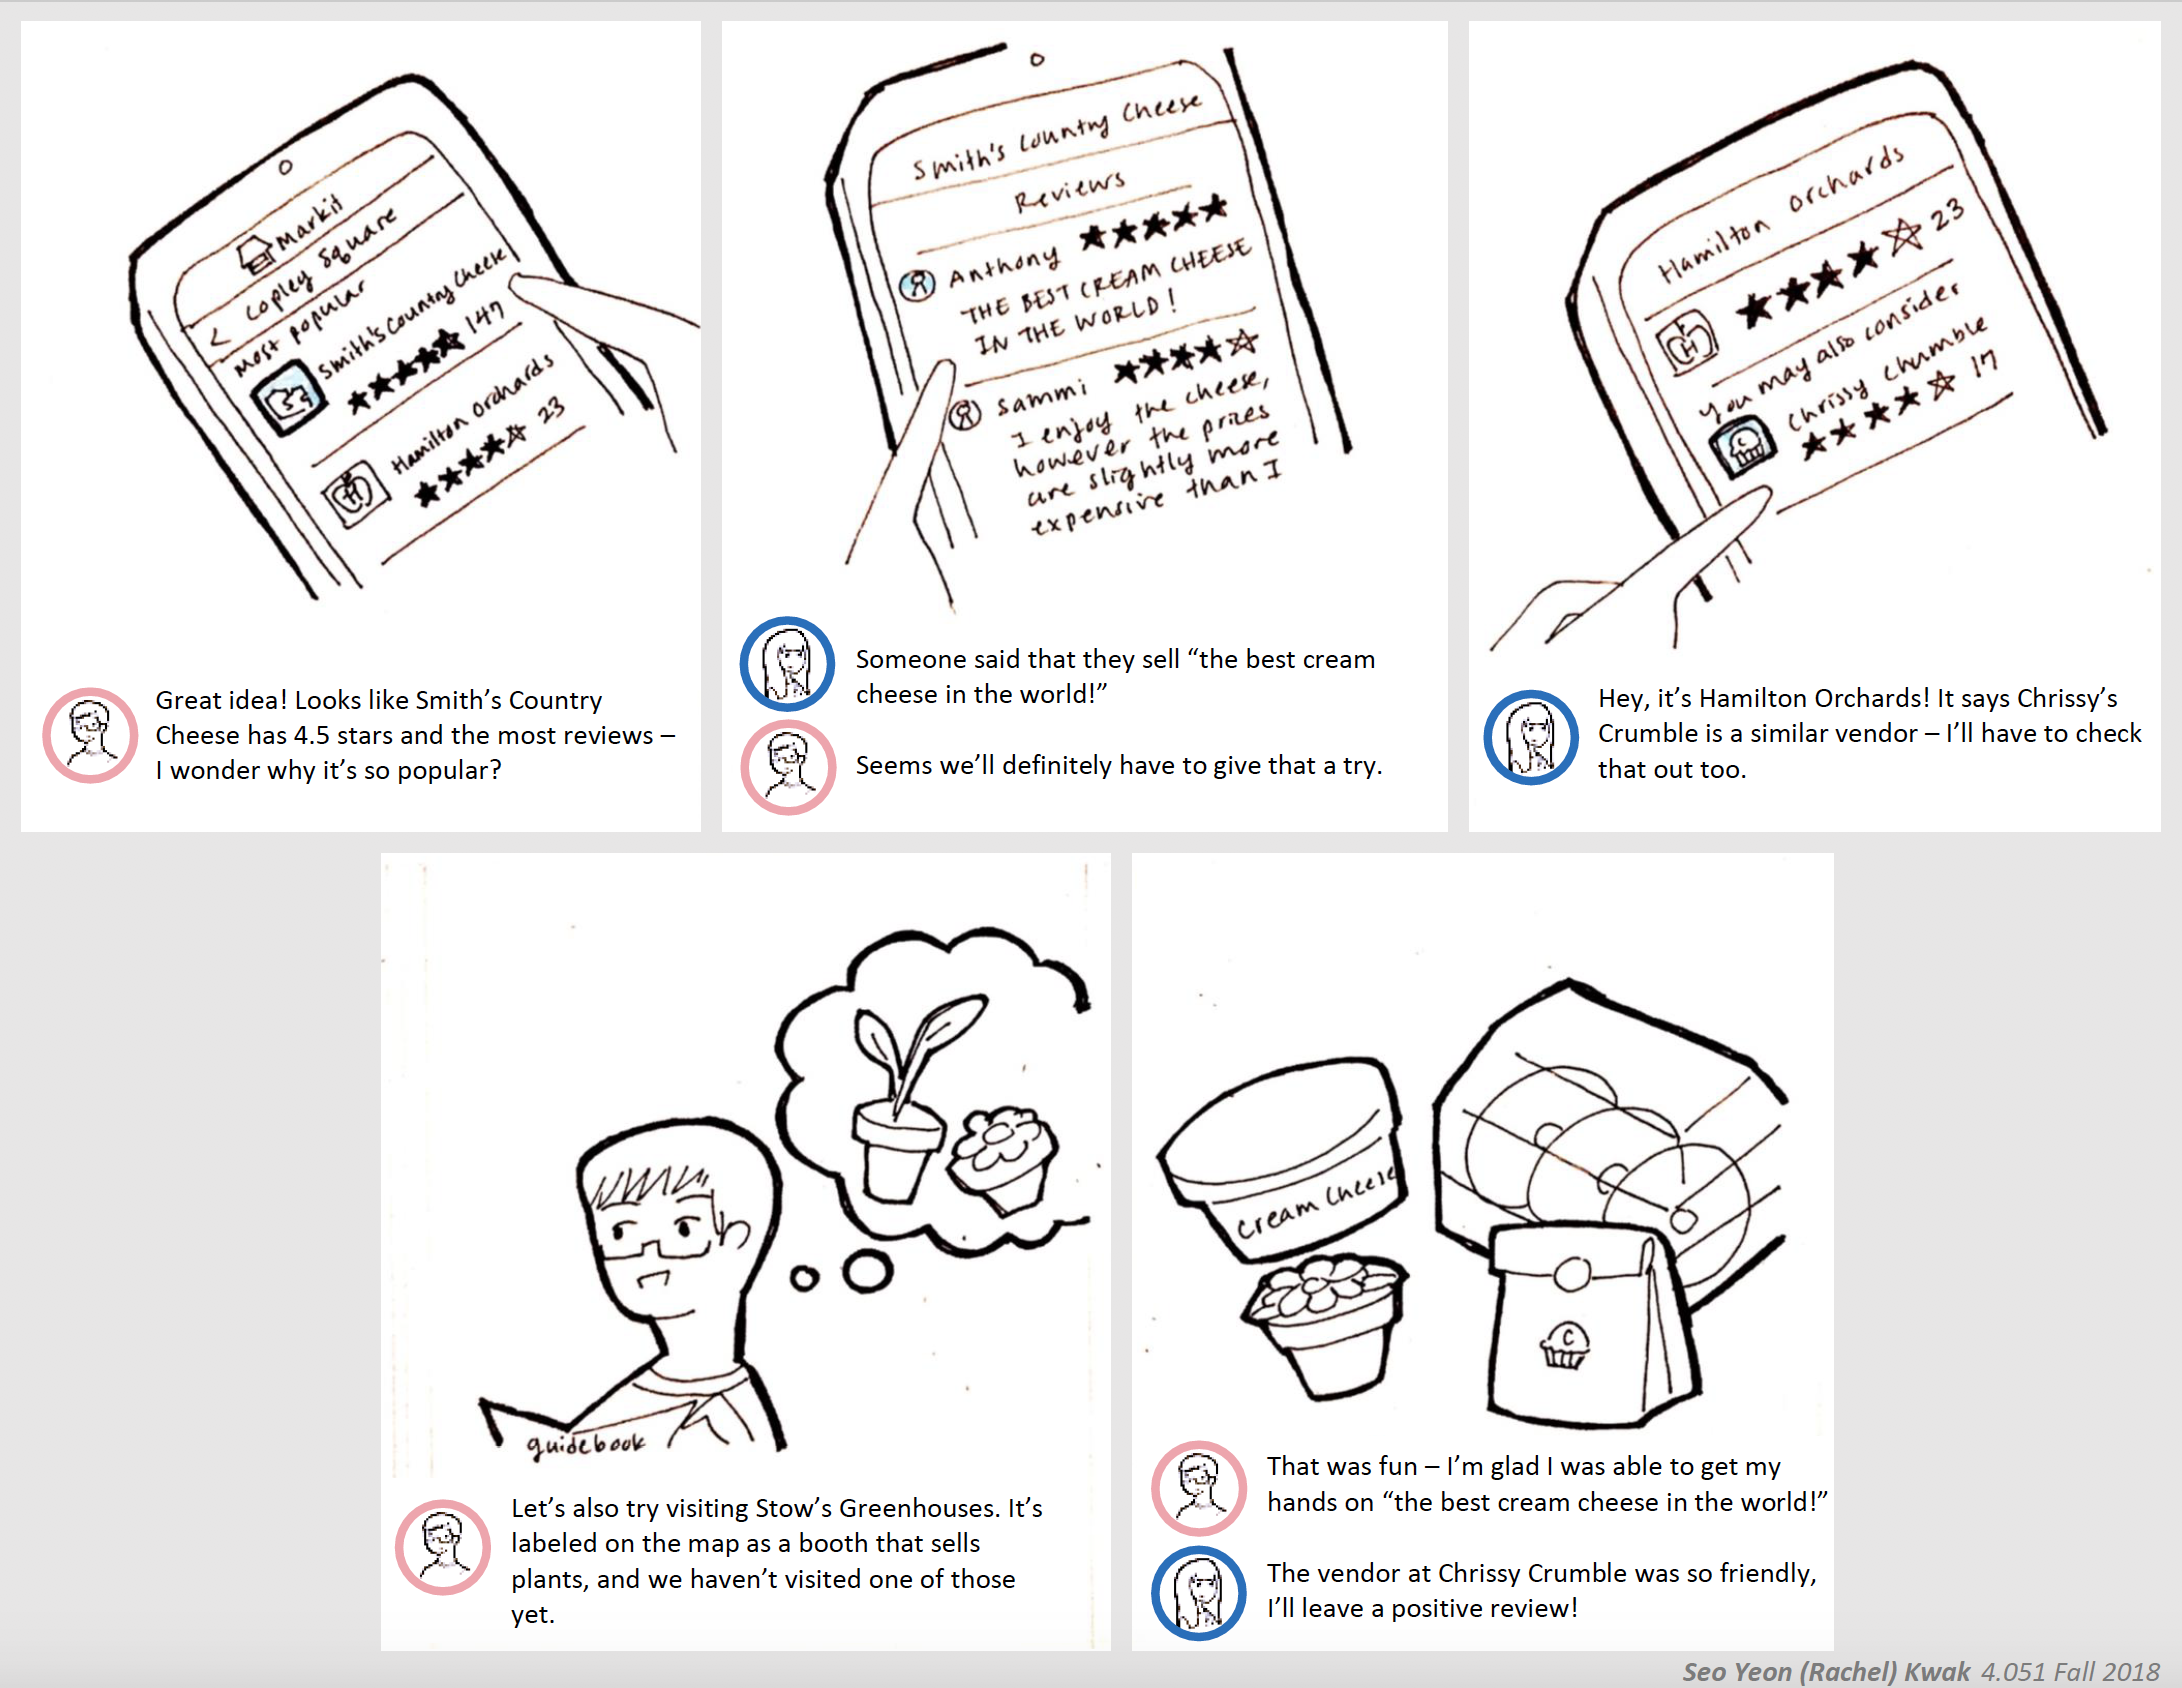 Markit
< Copley Square
Most popular
Smith's Country Cheese
147
Hamilton Orchards
23
H
Great idea! Looks like Smith's Country
Cheese has 4.5 stars and the most reviews –
I wonder why it's so popular?
Smith's Country Cheese
Reviews
Anthony ★★★★★
THE BEST CREAM CHEESE
IN THE WORLD!
Sammi ★★★★☆
I enjoy the cheese,
however the prizes
are slightly more
expensive than I
Someone said that they sell “the best cream
cheese in the world!”
Seems we'll definitely have to give that a try.
Hamilton Orchards
★★★★☆ 23
H
You may also consider
Chrissy Chumble
★★★★☆ 17
C
Hey, it's Hamilton Orchards! It says Chrissy's
Crumble is a similar vendor – I'll have to check
that out too.
guidebook
Let's also try visiting Stow's Greenhouses. It's
labeled on the map as a booth that sells
plants, and we haven't visited one of those
yet.
Cream Cheese
C
That was fun – I'm glad I was able to get my
hands on “the best cream cheese in the world!”
The vendor at Chrissy Crumble was so friendly,
I'll leave a positive review!
Seo Yeon (Rachel) Kwak 4.051 Fall 2018